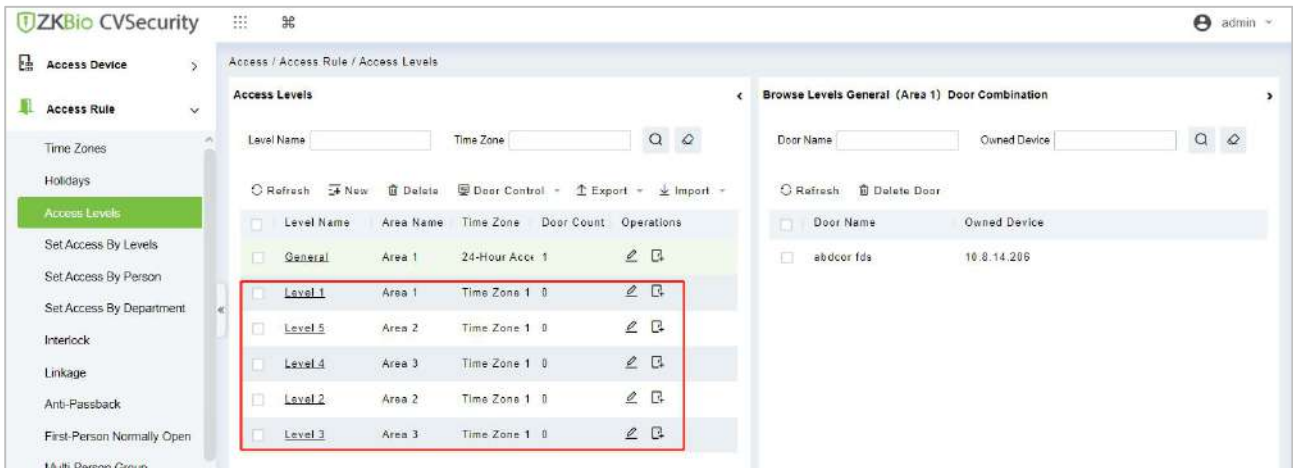 ZKBio CVSecurity
admin
Access Device
Access Rule
Time Zones
Holidays
Access Levels
Set Access By Levels
Set Access By Person
Set Access By Department
Interlock
Linkage
Anti-Passback
First-Person Normally Open
Multi-Person Group
Access / Access Rule / Access Levels
Access Levels
Level Name Time Zone
Refresh New Delete Door Control Export Import
Level Name Area Name Time Zone Door Count Operations
General Area 1 24-Hour Acce 1
Level 1 Area 1 Time Zone 1 0
Level 5 Area 2 Time Zone 1 0
Level 4 Area 3 Time Zone 1 0
Level 2 Area 2 Time Zone 1 0
Level 3 Area 3 Time Zone 1 0
Browse Levels General (Area 1) Door Combination
Door Name Owned Device
Refresh Delete Door
Door Name Owned Device
abdcor fds 10.8.14.206